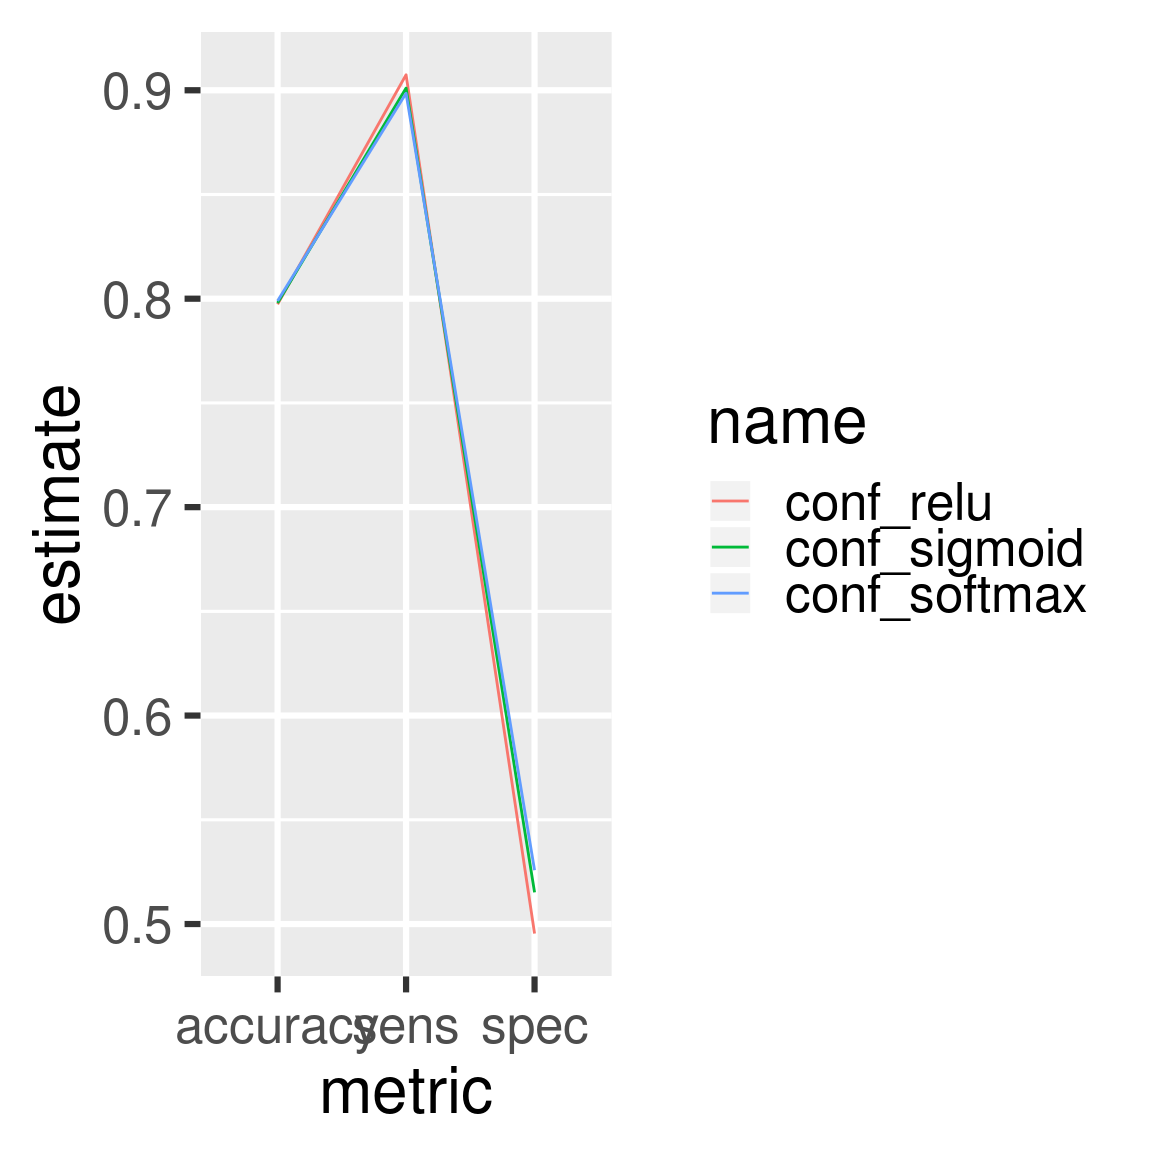 0.9
0.8
0.7
0.6
0.5
estimate
accuracy sens spec
metric
name
conf_relu
conf_sigmoid
conf_softmax